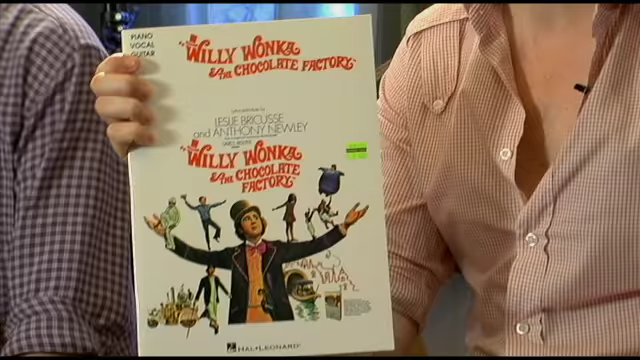 PIANO
VOCAL
GUITAR
WILLY WONKA
& THE CHOCOLATE FACTORY
LESLIE BRICUSSE
and ANTHONY NEWLEY
WILLY WONKA
& THE CHOCOLATE
FACTORY
HAL•LEONARD